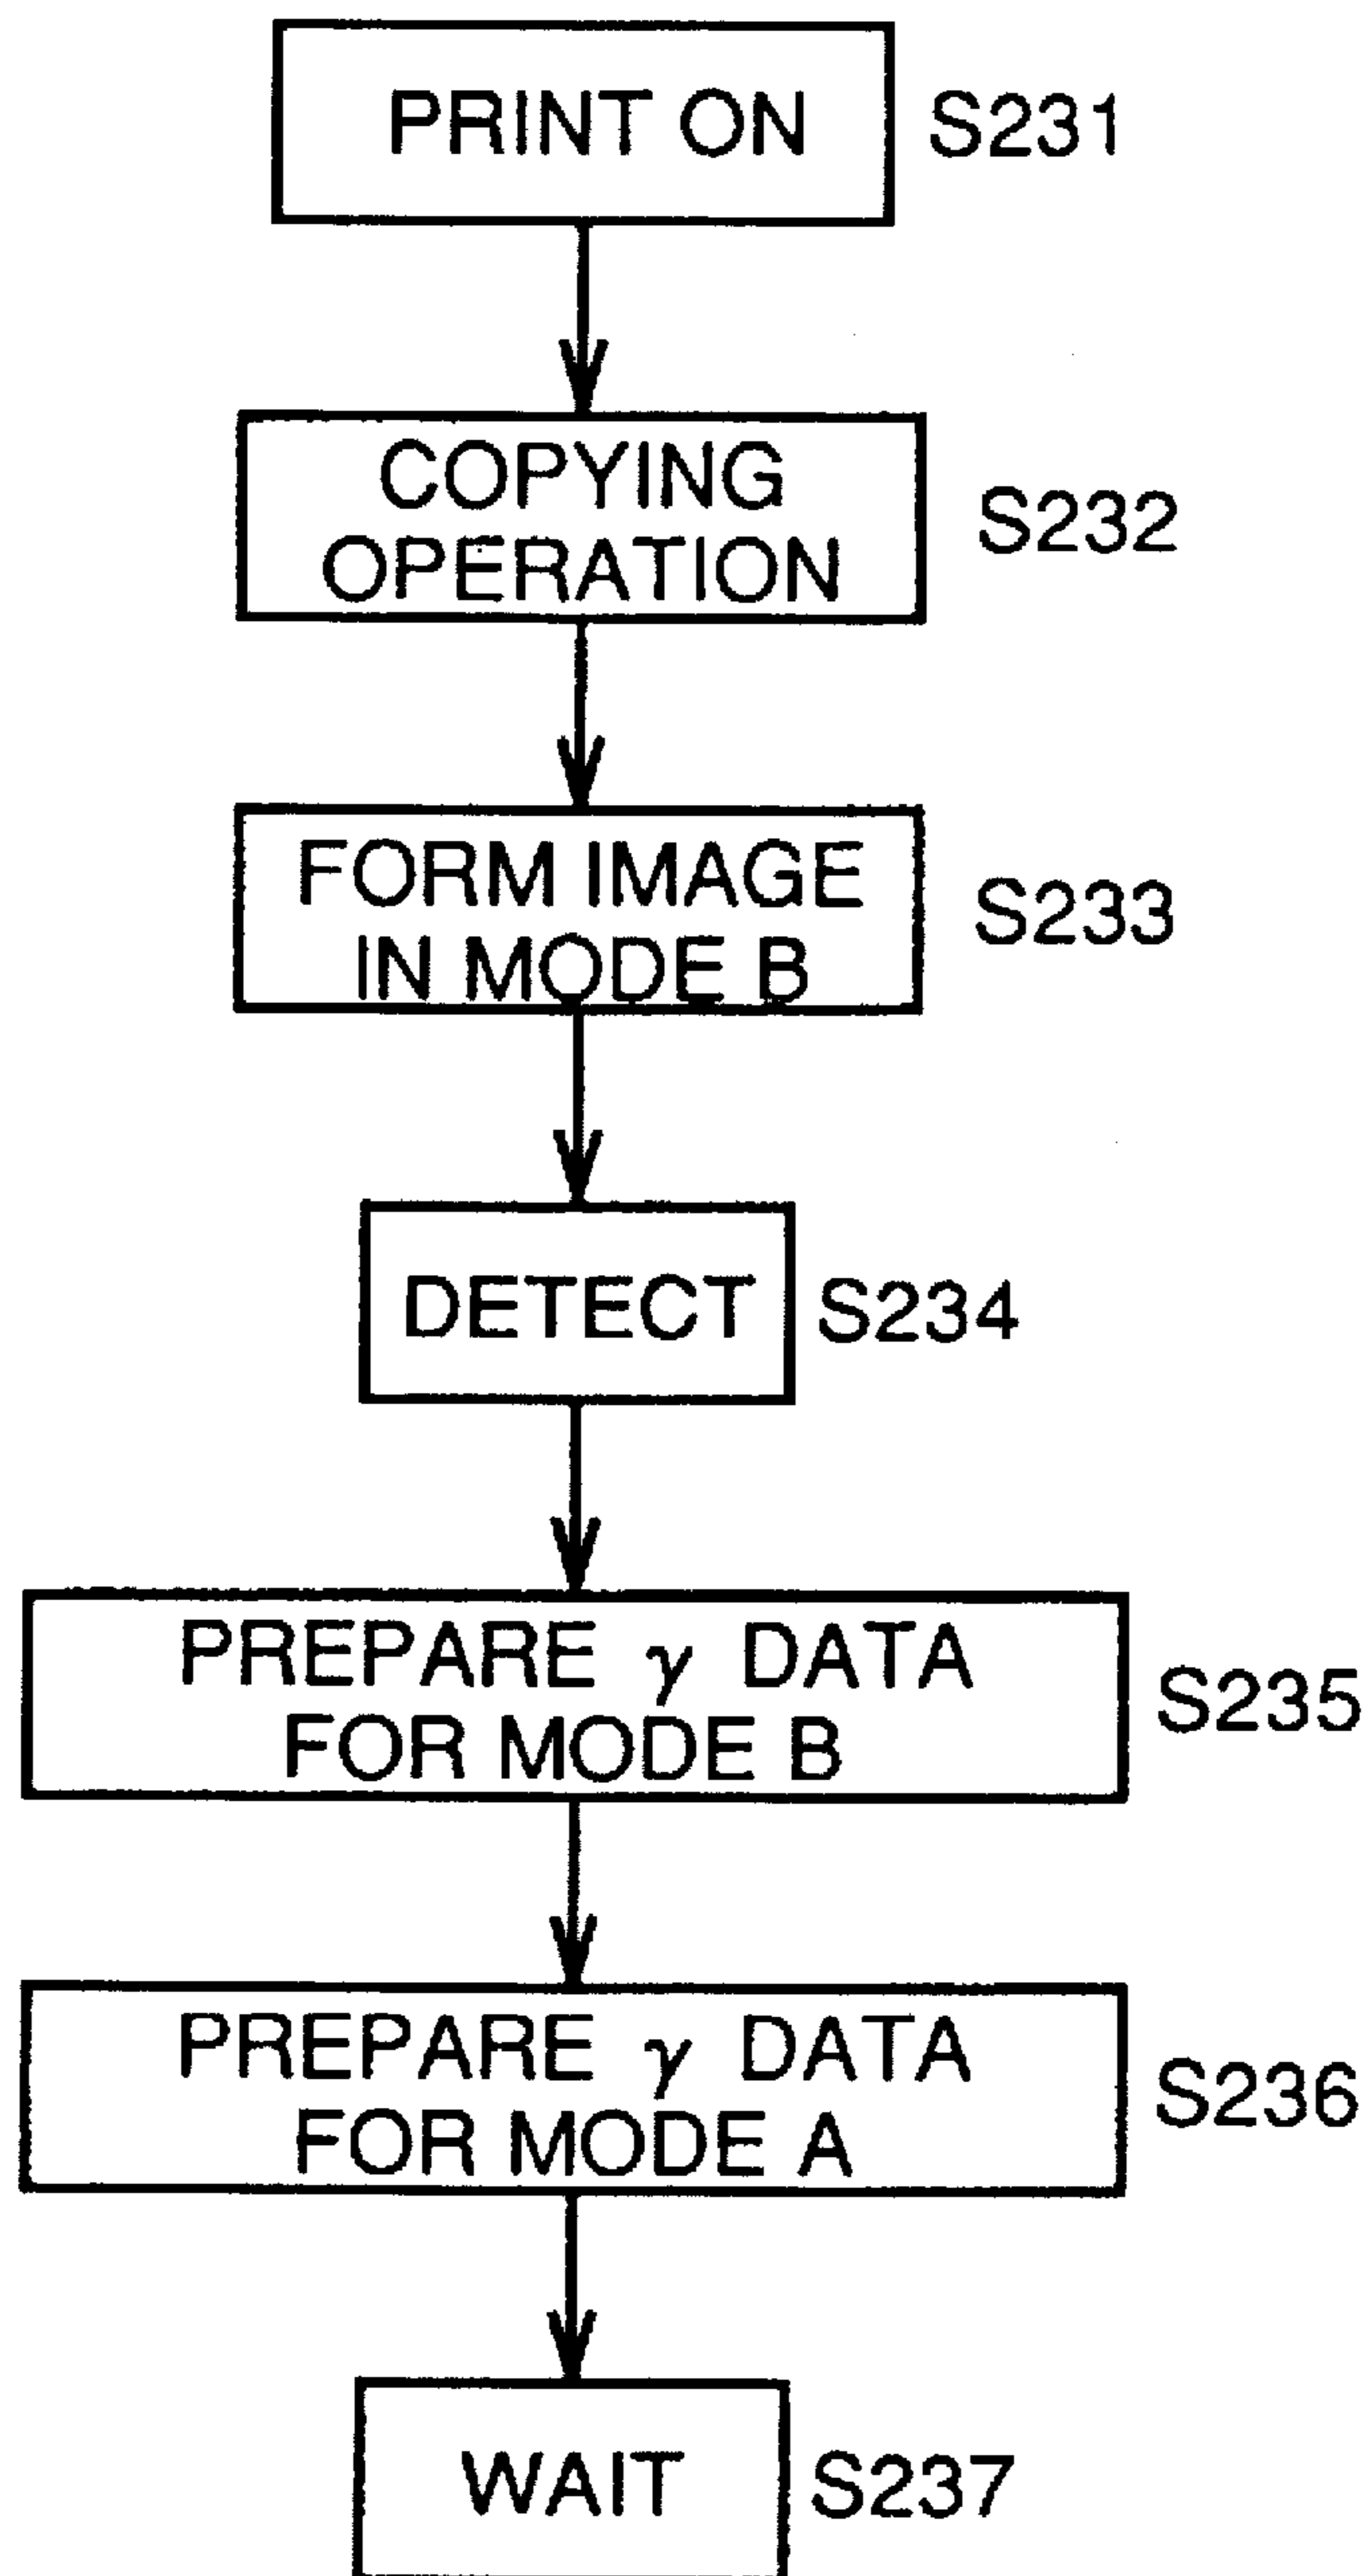 PRINT ON S231
COPYING
OPERATION
S232
FORM IMAGE
IN MODE B
S233
DETECT S234
PREPARE γ DATA
FOR MODE B
S235
PREPARE γ DATA
FOR MODE A
S236
WAIT S237